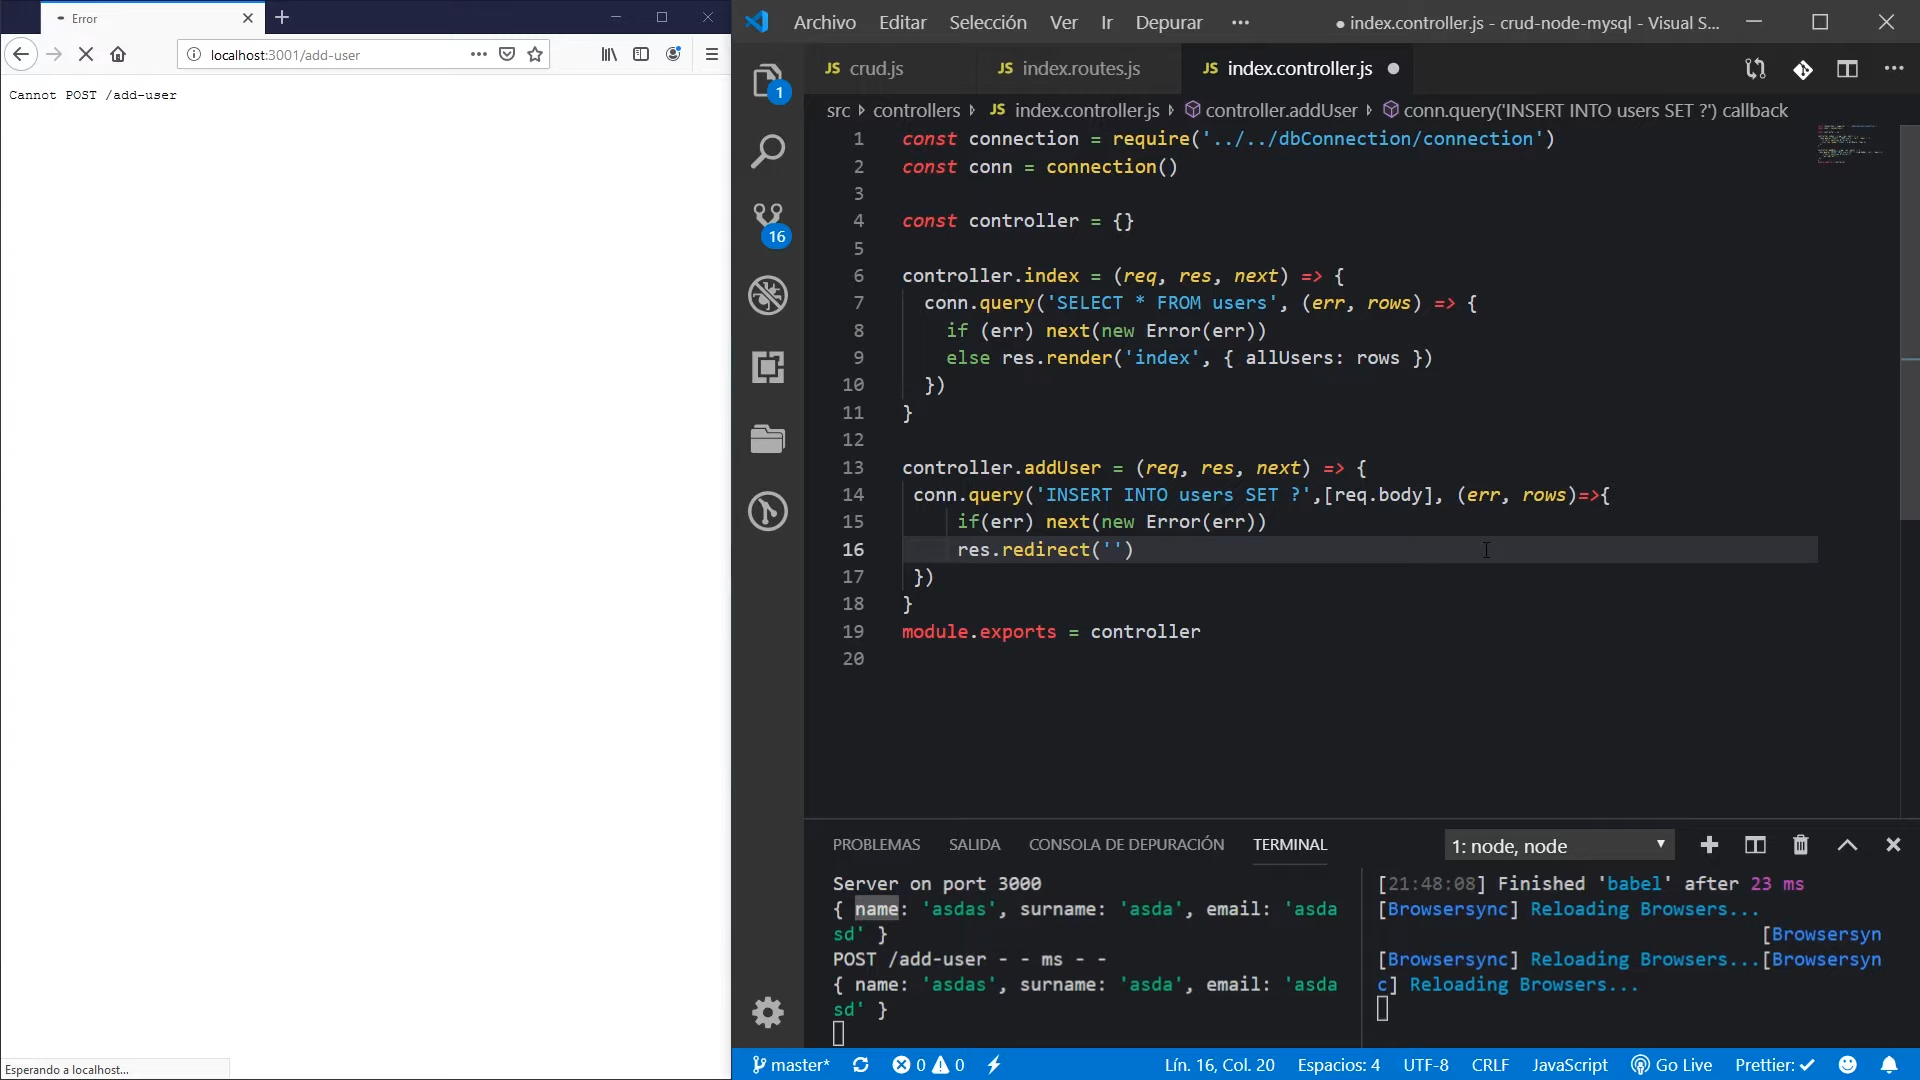 Error
localhost:3001/add-user
Cannot POST /add-user
Esperando a localhost...
Archivo Editar Selección Ver Ir Depurar ••• ● index.controller.js - crud-node-mysql - Visual S...
JS crud.js JS index.routes.js JS index.controller.js
src controllers JS index.controller.js controller.addUser conn.query('INSERT INTO users SET ?') callback
1
16
1 const connection = require('../../dbConnection/connection')
2 const conn = connection()
3
4 const controller = {}
5
6 controller.index = (req, res, next) => {
7 conn.query('SELECT * FROM users', (err, rows) => {
8 if (err) next(new Error(err))
9 else res.render('index', { allUsers: rows })
10 })
11 }
12
13 controller.addUser = (req, res, next) => {
14 conn.query('INSERT INTO users SET ?',[req.body], (err, rows)=>{
15 if(err) next(new Error(err))
16 res.redirect('')
17 })
18 }
19 module.exports = controller
20
PROBLEMAS SALIDA CONSOLA DE DEPURACIÓN TERMINAL 1: node, node
Server on port 3000
{ name: 'asdas', surname: 'asda', email: 'asda
sd' }
POST /add-user - - ms - -
{ name: 'asdas', surname: 'asda', email: 'asda
sd' }
[21:48:08] Finished 'babel' after 23 ms
[Browsersync] Reloading Browsers...
[Browsersyn
[Browsersync] Reloading Browsers...[Browsersyn
c] Reloading Browsers...
master* 0 0 Lín. 16, Col. 20 Espacios: 4 UTF-8 CRLF JavaScript Go Live Prettier: ✓